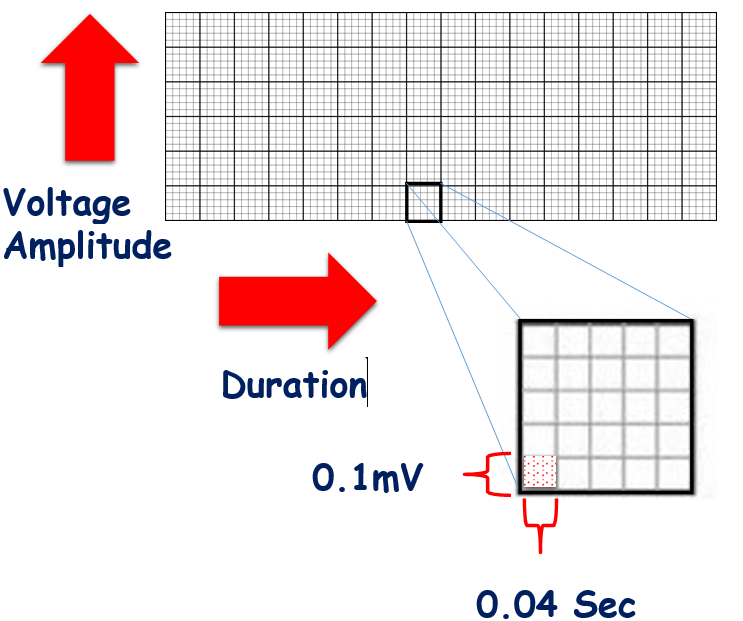 Voltage
Amplitude
Duration
0.1mV
0.04 Sec